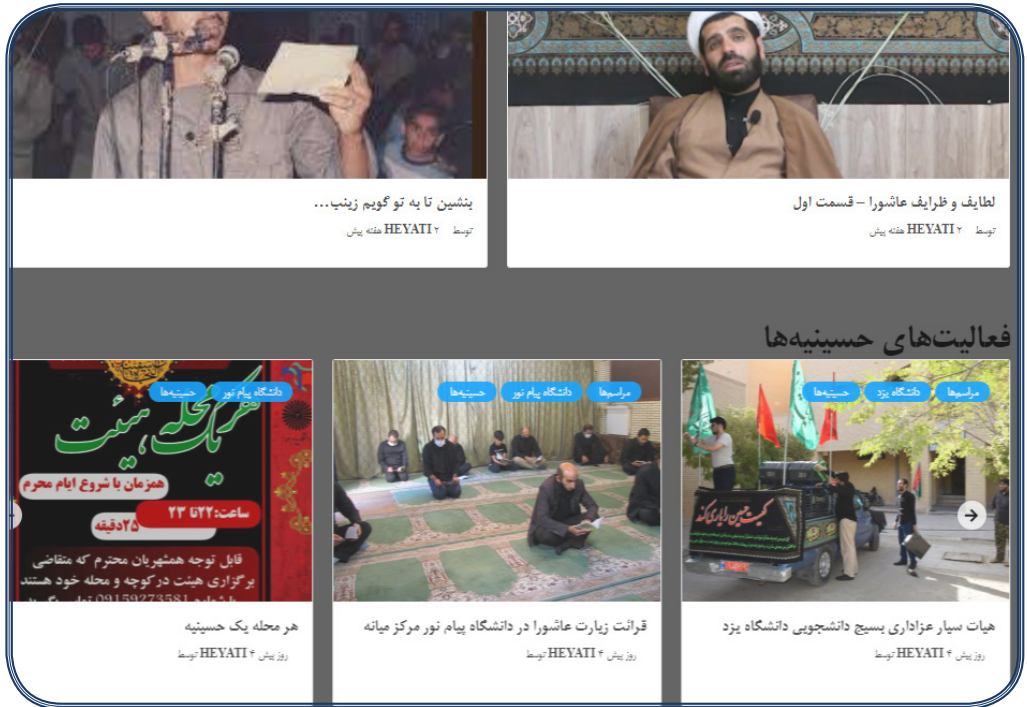 لطایف و ظرایف عاشورا – قسمت اول
توسط HEYATI ۲ هفته پیش
بنشین تا به تو گویم زینب...
توسط HEYATI ۲ هفته پیش
فعالیت‌های حسینیه‌ها
مراسم‌ها دانشگاه یزد حسینیه‌ها
هیات سیار عزاداری بسیج دانشجویی دانشگاه یزد
توسط HEYATI ۴ روز پیش
مراسم‌ها دانشگاه پیام نور حسینیه‌ها
قرائت زیارت عاشورا در دانشگاه پیام نور مرکز میانه
توسط HEYATI ۴ روز پیش
دانشگاه پیام نور حسینیه‌ها
هر محله یک هیئت
همزمان با شروع ایام محرم
ساعت:۲۲ تا ۲۳
۲۵دقیقه
قابل توجه همشهریان محترم که متقاضی
برگزاری هیئت در کوچه و محله خود هستند
09159273581
هر محله یک حسینیه
توسط HEYATI ۴ روز پیش